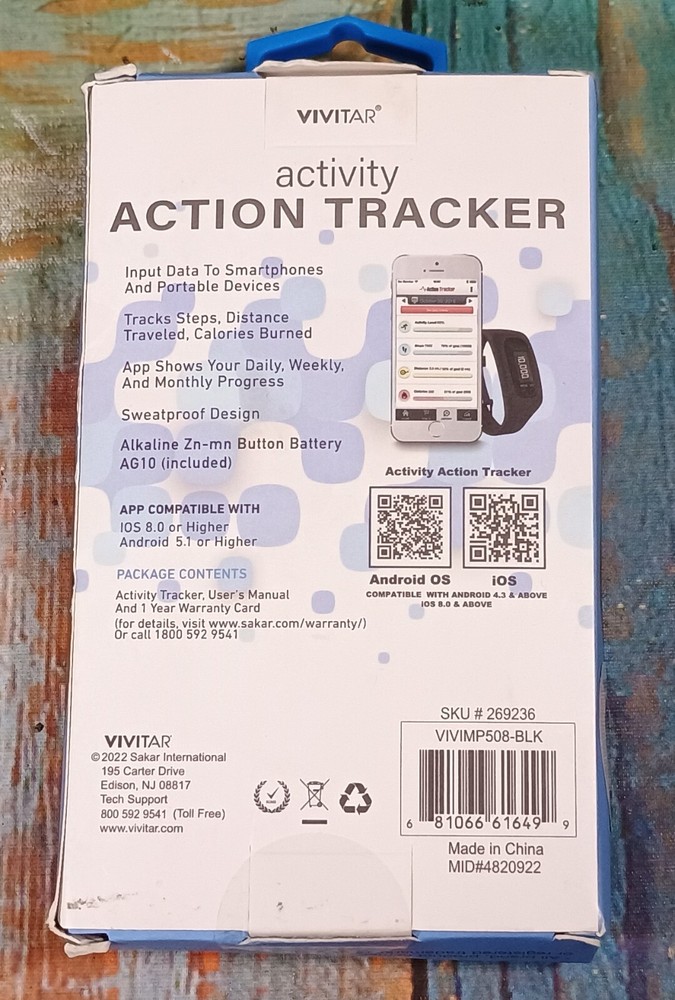 VIVITAR®
activity
ACTION TRACKER
Input Data To Smartphones
And Portable Devices
Tracks Steps, Distance
Traveled, Calories Burned
App Shows Your Daily, Weekly,
And Monthly Progress
Sweatproof Design
Alkaline Zn-mn Button Battery
AG10 (included)
APP COMPATIBLE WITH
IOS 8.0 or Higher
Android 5.1 or Higher
PACKAGE CONTENTS
Activity Tracker, User's Manual
And 1 Year Warranty Card
(for details, visit www.sakar.com/warranty/)
Or call 1800 592 9541
Action Tracker
Activity Action Tracker
Android OS
iOS
COMPATIBLE WITH ANDROID 4.3 & ABOVE
iOS 8.0 & ABOVE
VIVITAR®
©2022 Sakar International
195 Carter Drive
Edison, NJ 08817
Tech Support
800 592 9541 (Toll Free)
www.vivitar.com
SKU # 269236
VIVIMP508-BLK
6 81066 61649 9
Made in China
MID#4820922
or registered trademark